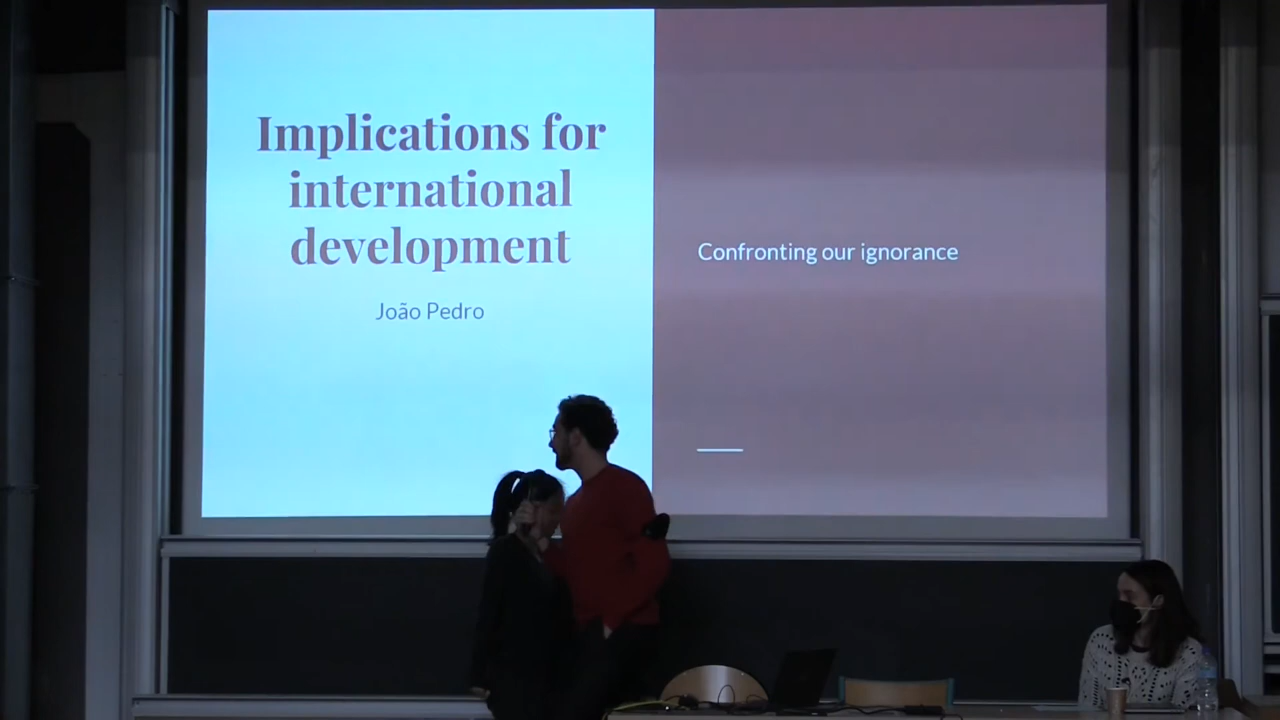 Implications for
international
development
João Pedro
Confronting our ignorance